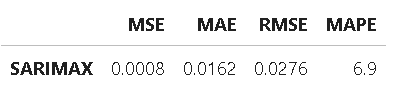 MSE MAE RMSE MAPE
SARIMAX 0.0008 0.0162 0.0276 6.9